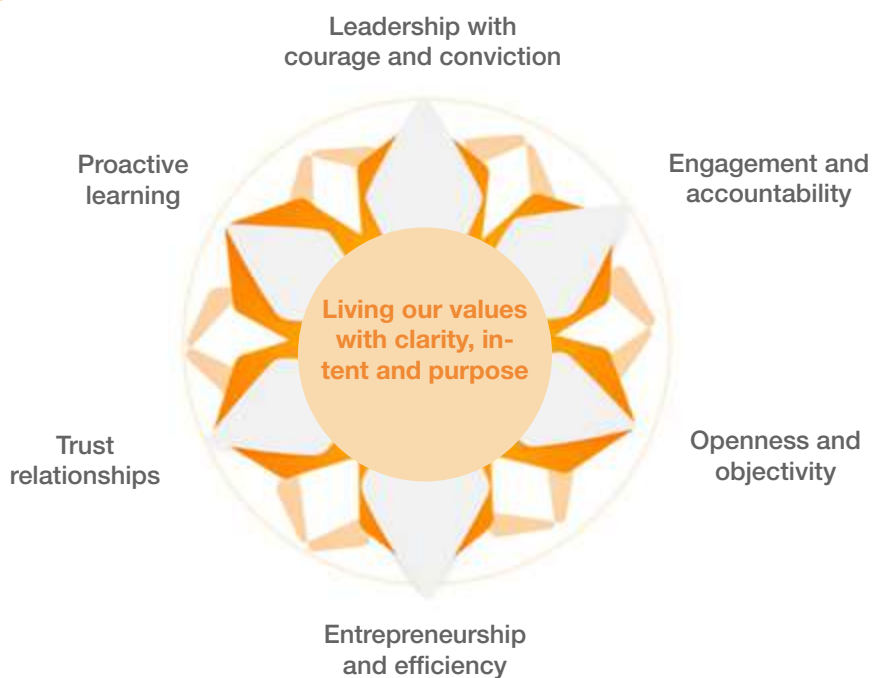 Leadership with
courage and conviction
Proactive
learning
Engagement and
accountability
Living our values
with clarity, in-
tent and purpose
Trust
relationships
Openness and
objectivity
Entrepreneurship
and efficiency